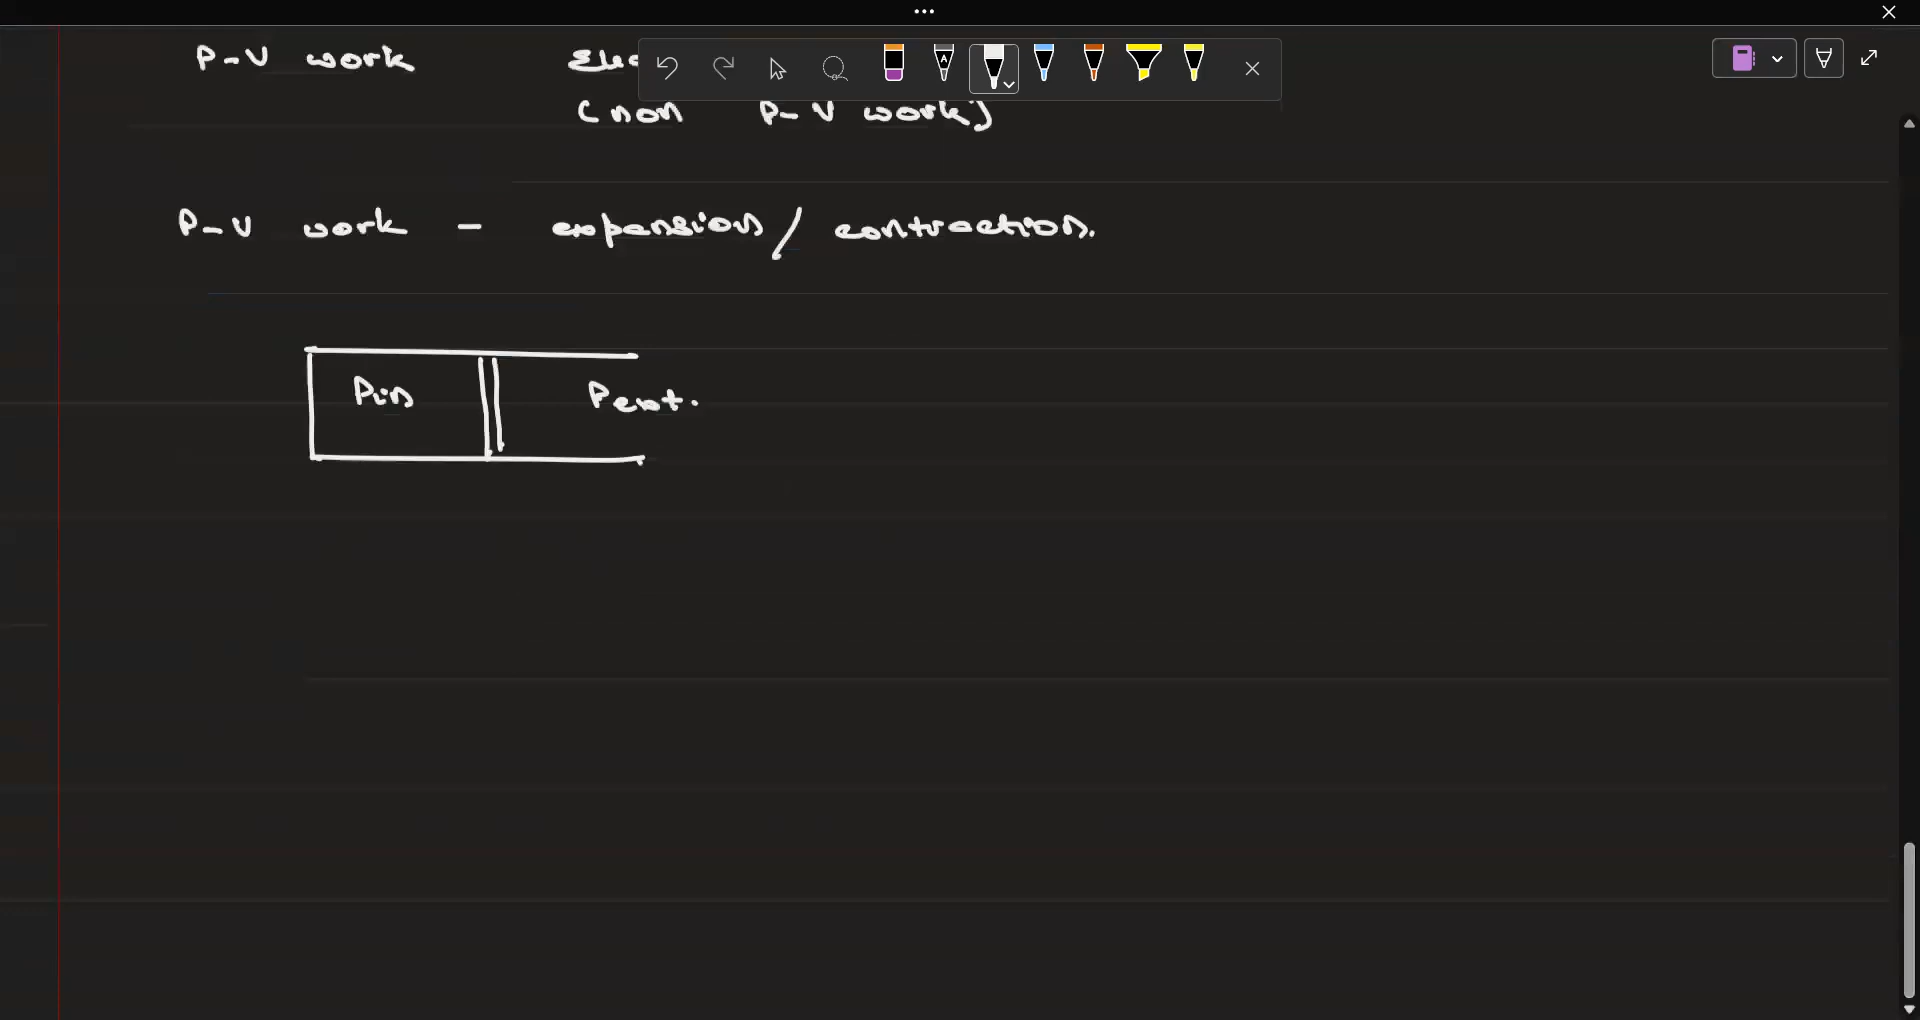 P-V work
(non P-V work)
P-V work - expansion/contraction.
Pin Pext.